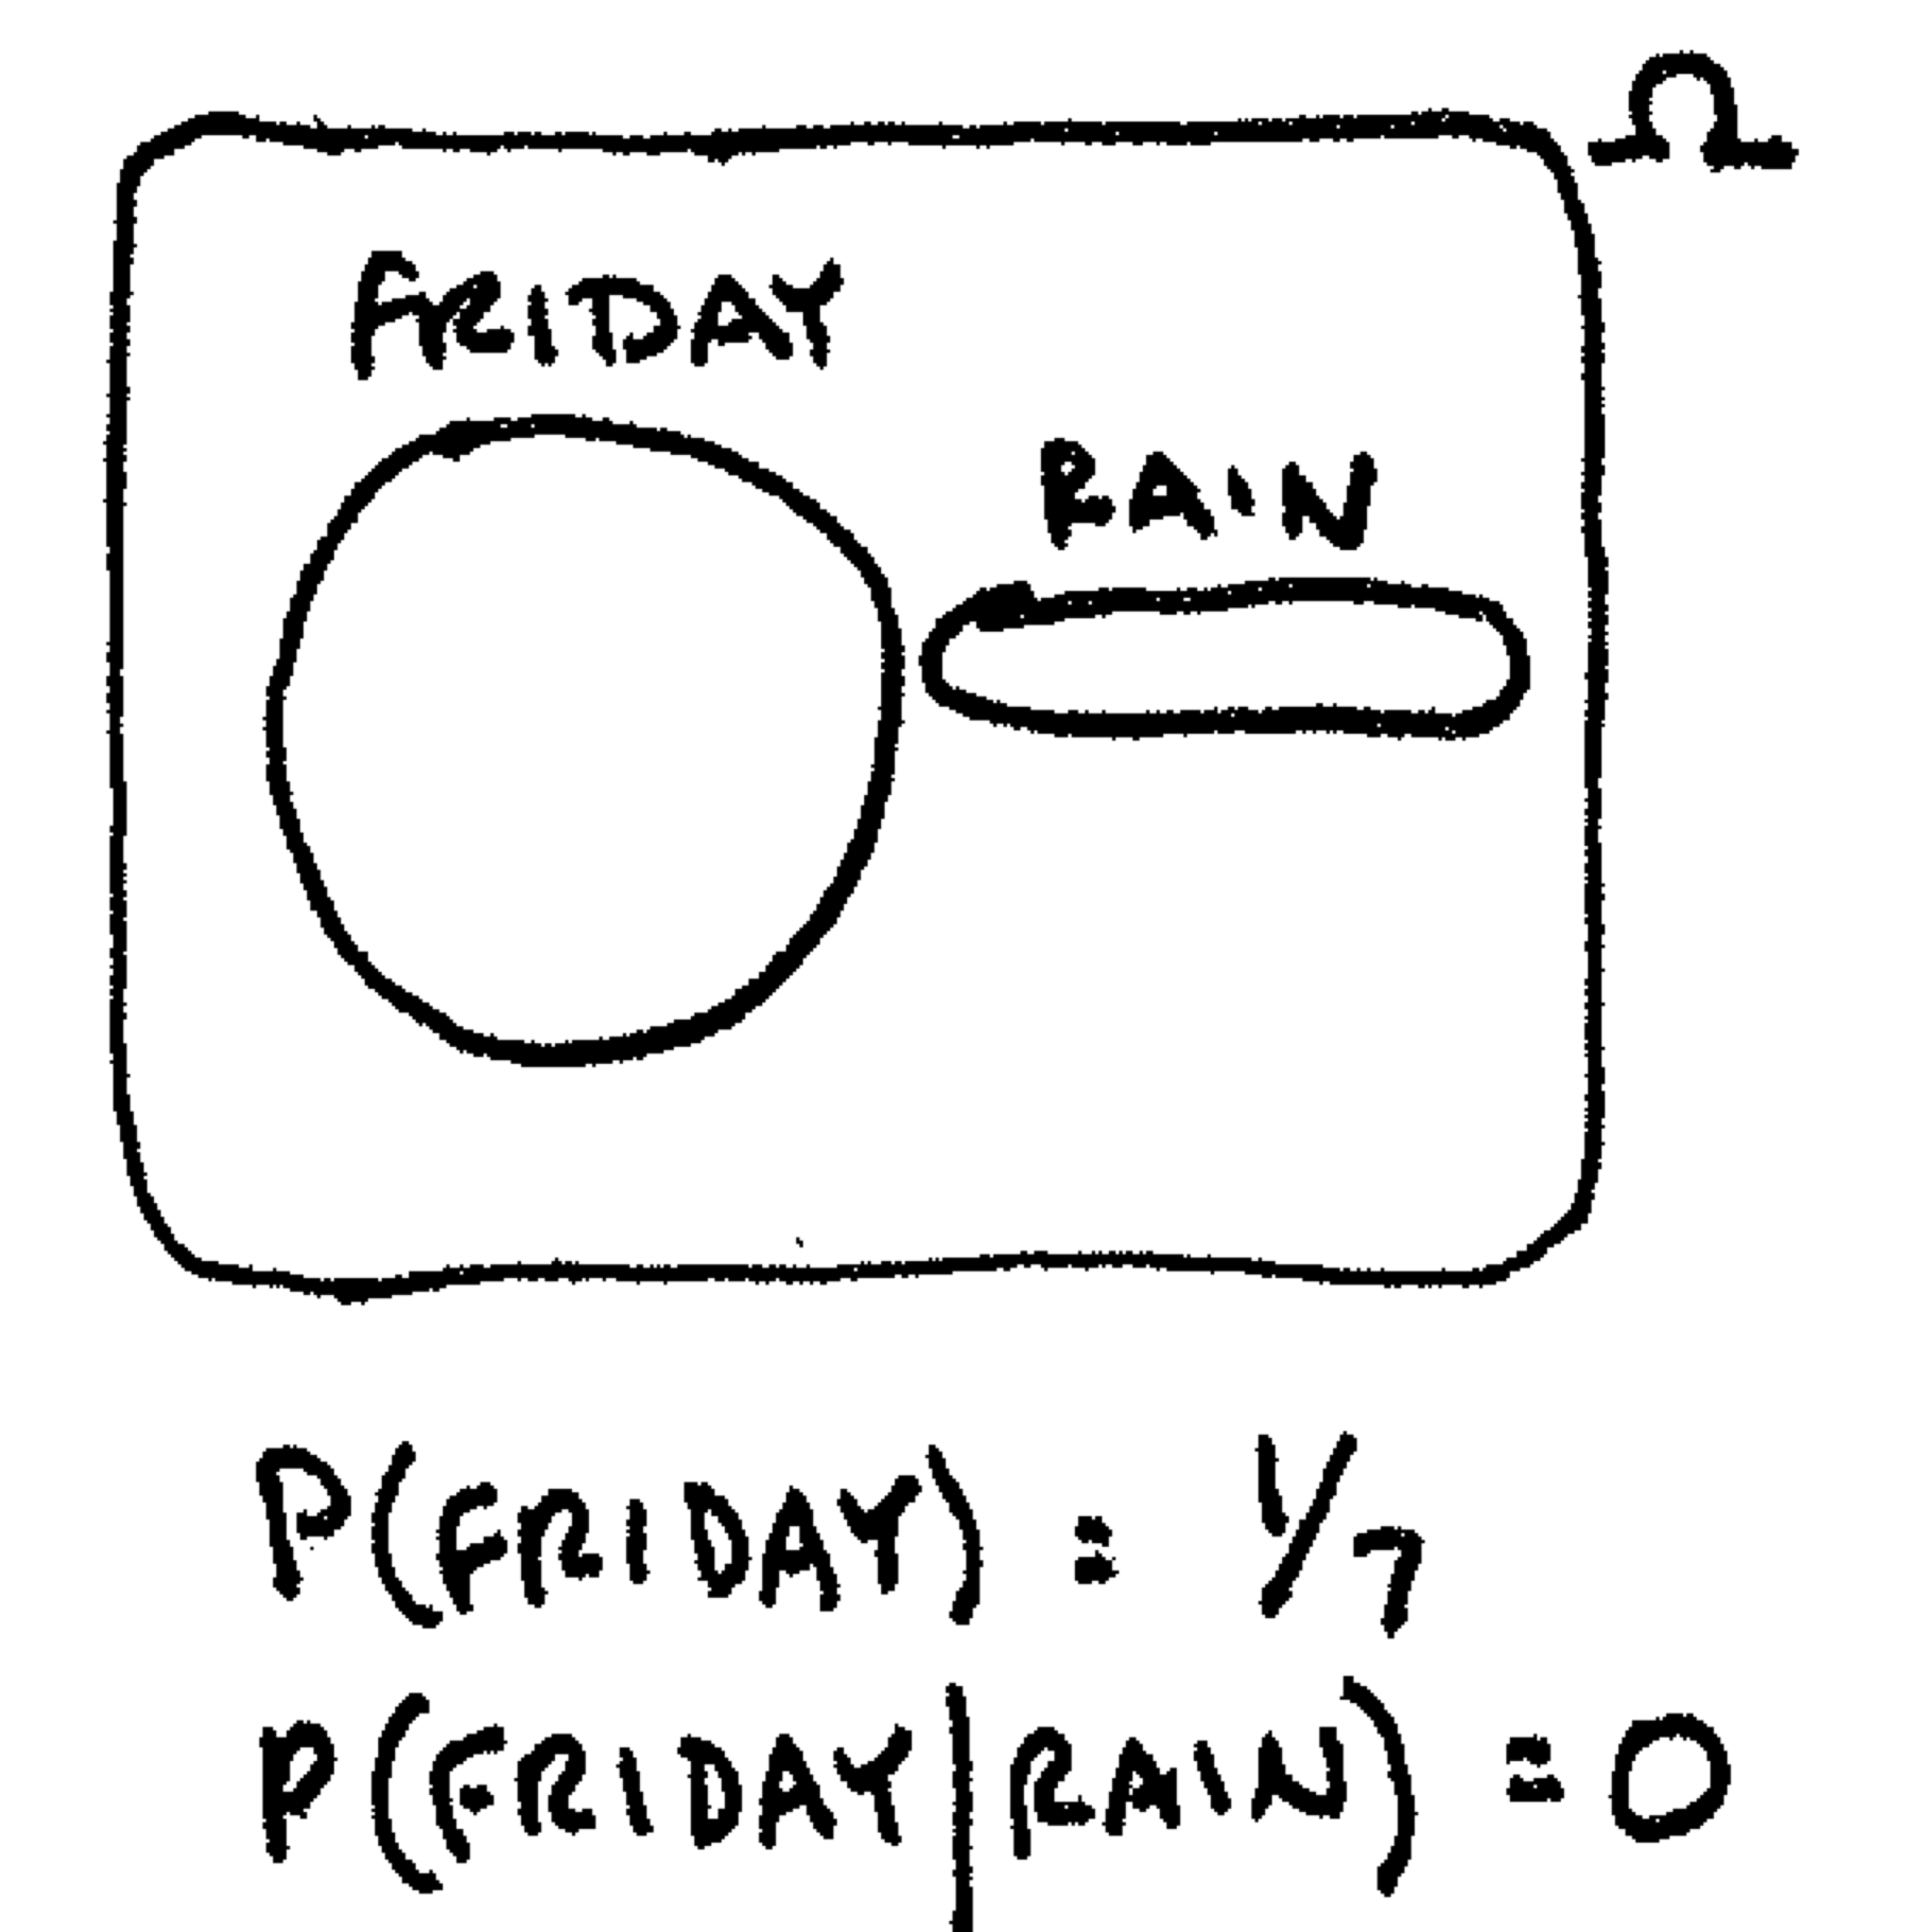 Ω
FRIDAY
RAIN
P(FRIDAY) = 1/7
P(FRIDAY|RAIN) = 0